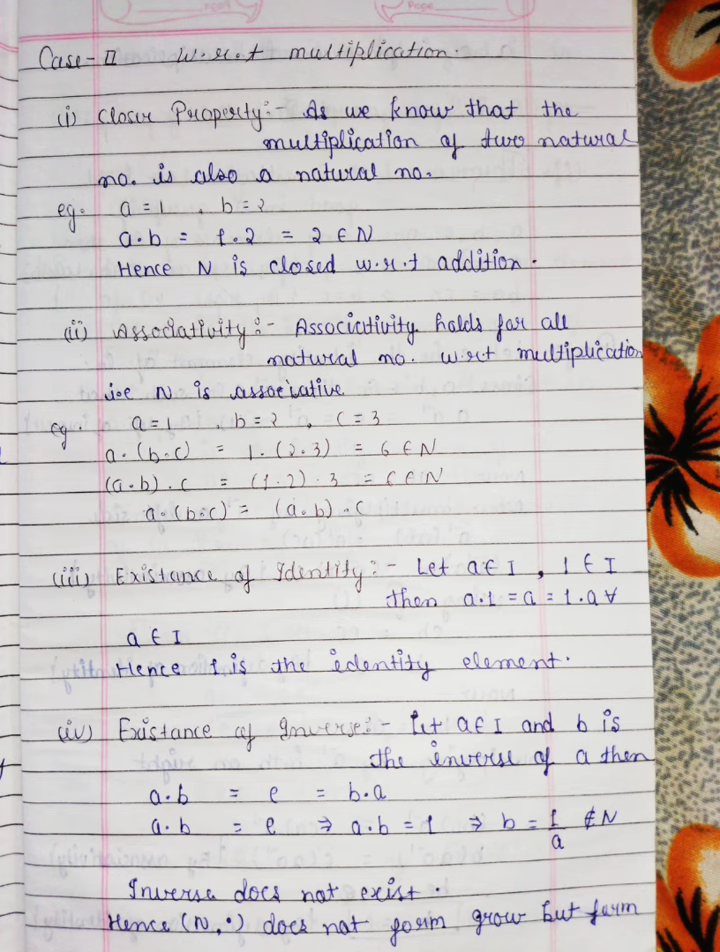 Case-II w.r.t multiplication.
(i) Closur Property:- As we know that the
multiplication of two natural
no. is also a natural no.
eg. a = 1 , b = 2
a.b = 1.2 = 2 ∈ N
Hence N is closed w.r.t addition.
(ii) Associativity:- Associativity holds for all
natural no. w.r.t multiplication
i.e N is associative
eg. a = 1 , b = 2 , c = 3
a.(b.c) = 1.(2.3) = 6 ∈ N
(a.b).c = (1.2).3 = 6 ∈ N
a.(b.c) = (a.b).c
(iii) Existance of Identity:- Let a ∈ I , 1 ∈ I
then a.1 = a = 1.a ∀
a ∈ I
Hence 1 is the identity element.
(iv) Existance of Inverse:- Let a ∈ I and b is
the inverse of a then
a.b = e = b.a
a.b = e ⇒ a.b = 1 ⇒ b = 1/a ∉ N
Inverse does not exist.
Hence (N, .) does not form grow but form